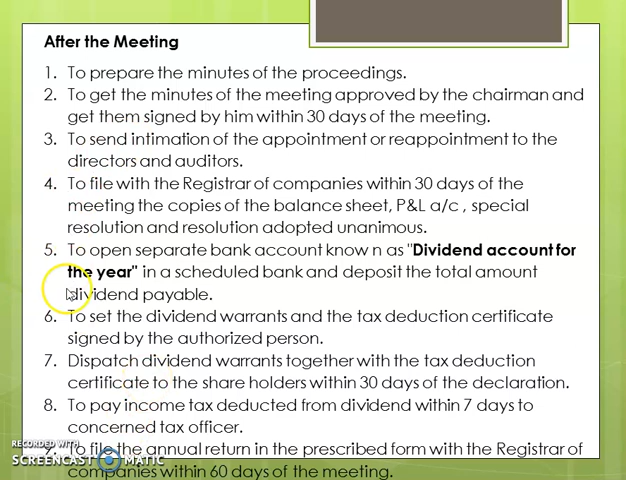 After the Meeting
1. To prepare the minutes of the proceedings.
2. To get the minutes of the meeting approved by the chairman and
get them signed by him within 30 days of the meeting.
3. To send intimation of the appointment or reappointment to the
directors and auditors.
4. To file with the Registrar of companies within 30 days of the
meeting the copies of the balance sheet, P&L a/c , special
resolution and resolution adopted unanimous.
5. To open separate bank account know n as "Dividend account for
the year" in a scheduled bank and deposit the total amount
dividend payable.
6. To set the dividend warrants and the tax deduction certificate
signed by the authorized person.
7. Dispatch dividend warrants together with the tax deduction
certificate to the share holders within 30 days of the declaration.
8. To pay income tax deducted from dividend within 7 days to
concerned tax officer.
9. To file the annual return in the prescribed form with the Registrar of
companies within 60 days of the meeting.
RECORDED WITH
SCREENCAST MATIC